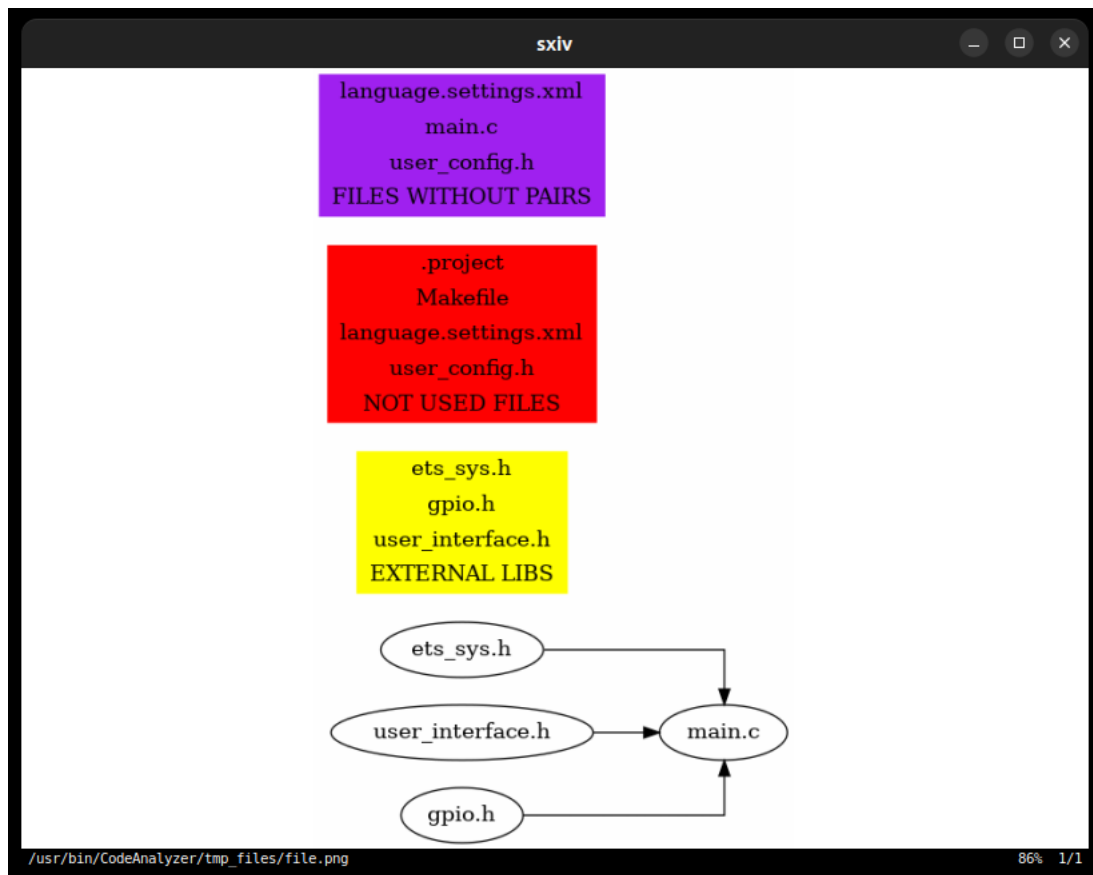 sxiv
language.settings.xml
main.c
user_config.h
FILES WITHOUT PAIRS
.project
Makefile
language.settings.xml
user_config.h
NOT USED FILES
ets_sys.h
gpio.h
user_interface.h
EXTERNAL LIBS
ets_sys.h
user_interface.h
main.c
gpio.h
/usr/bin/CodeAnalyzer/tmp_files/file.png
86% 1/1